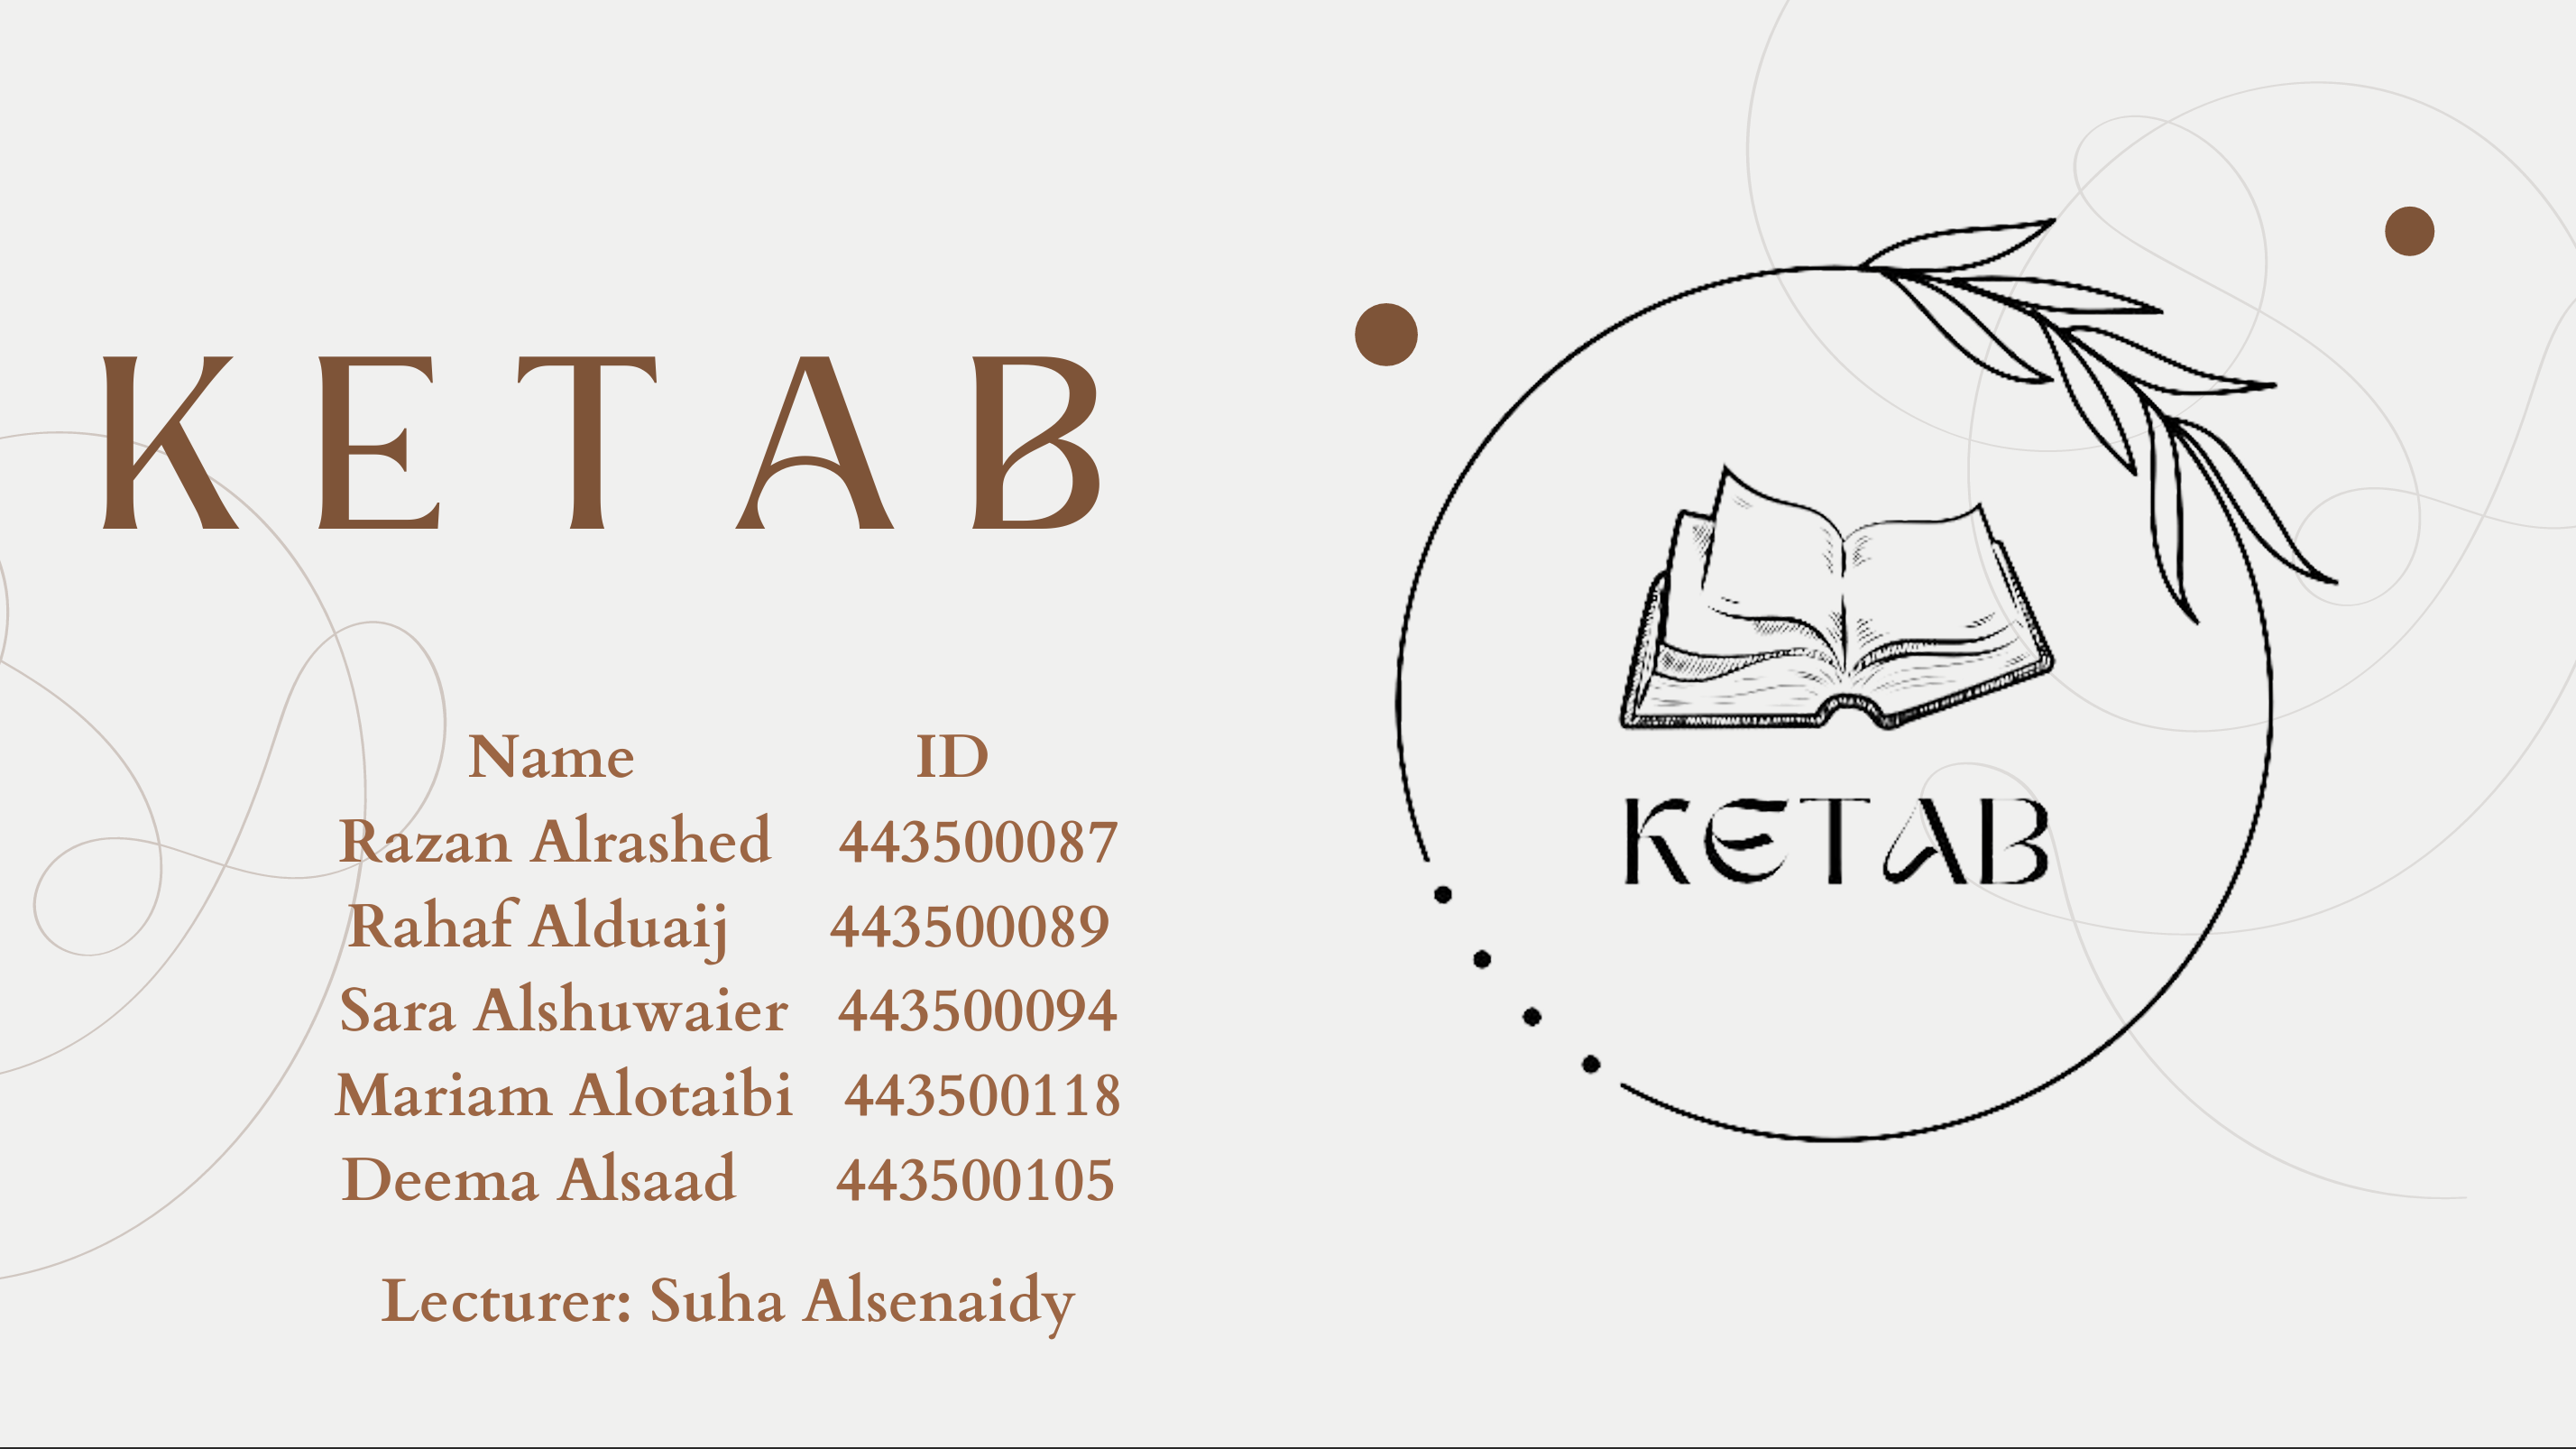 KETAB
Name ID
Razan Alrashed 443500087
Rahaf Alduaij 443500089
Sara Alshuwaier 443500094
Mariam Alotaibi 443500118
Deema Alsaad 443500105
Lecturer: Suha Alsenaidy
KETAB